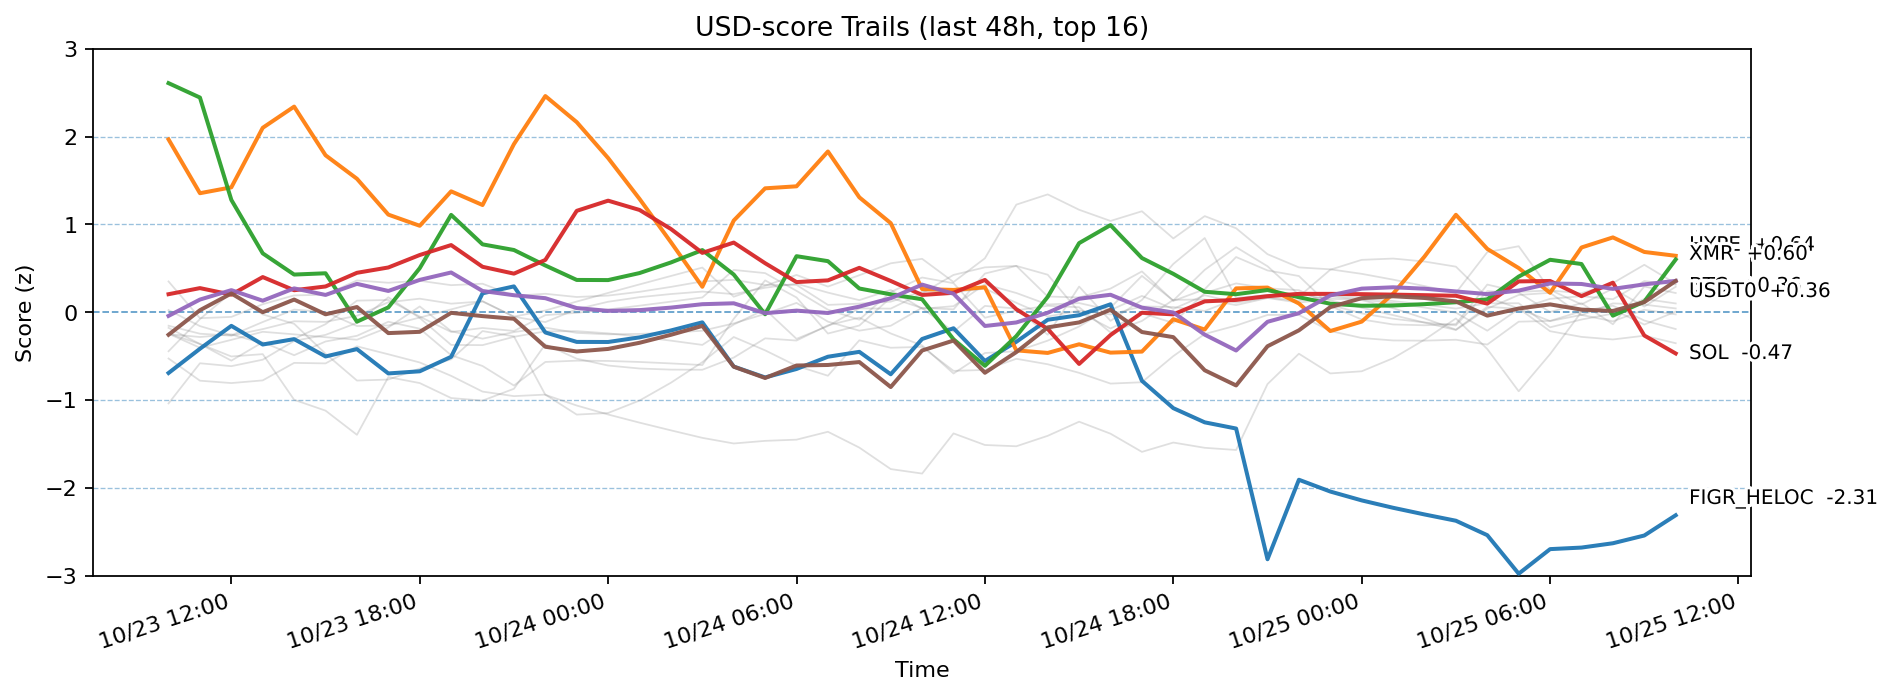 USD-score Trails (last 48h, top 16)
Score (z)
3
2
1
0
−1
−2
−3
HYPE +0.64
XMR +0.60
USDT0 +0.36
SOL -0.47
FIGR_HELOC -2.31
10/23 12:00
10/23 18:00
10/24 00:00
10/24 06:00
10/24 12:00
10/24 18:00
10/25 00:00
10/25 06:00
10/25 12:00
Time